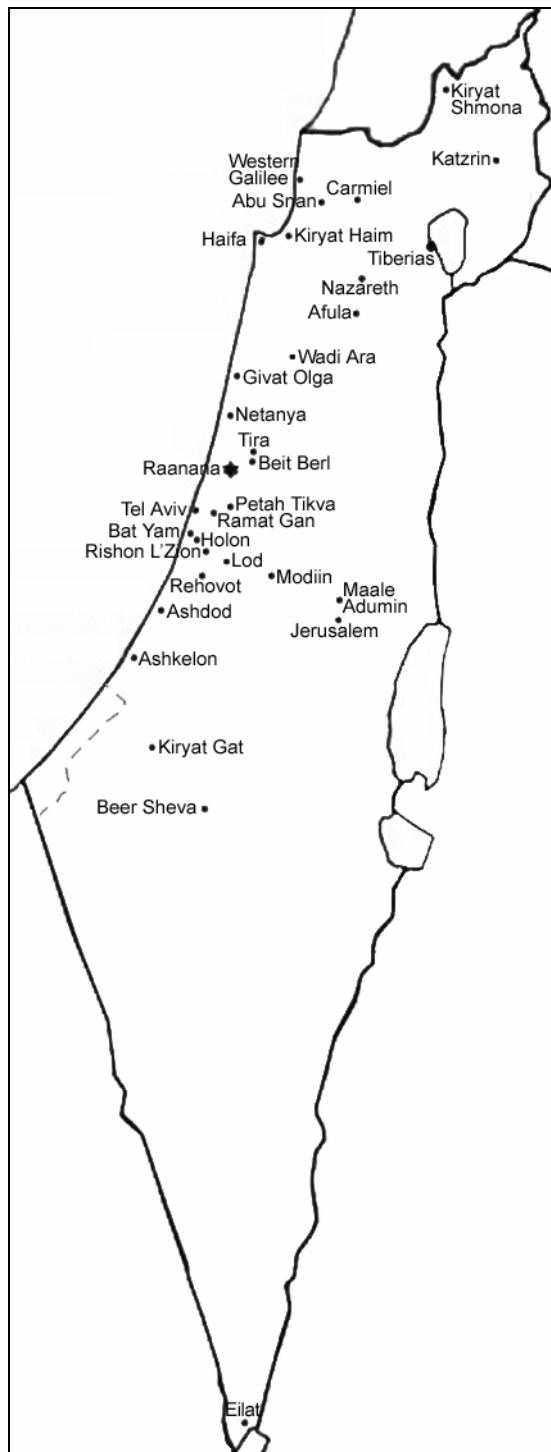 Kiryat
Shmona
Western
Galilee
Katzrin
Carmiel
Abu Snan
Haifa
Kiryat Haim
Tiberias
Nazareth
Afula
Wadi Ara
Givat Olga
Netanya
Tira
Raanana
Beit Berl
Petah Tikva
Tel Aviv
Ramat Gan
Bat Yam
Holon
Rishon L'Zion
Lod
Rehovot
Modiin
Maale
Adumin
Ashdod
Jerusalem
Ashkelon
Kiryat Gat
Beer Sheva
Eilat